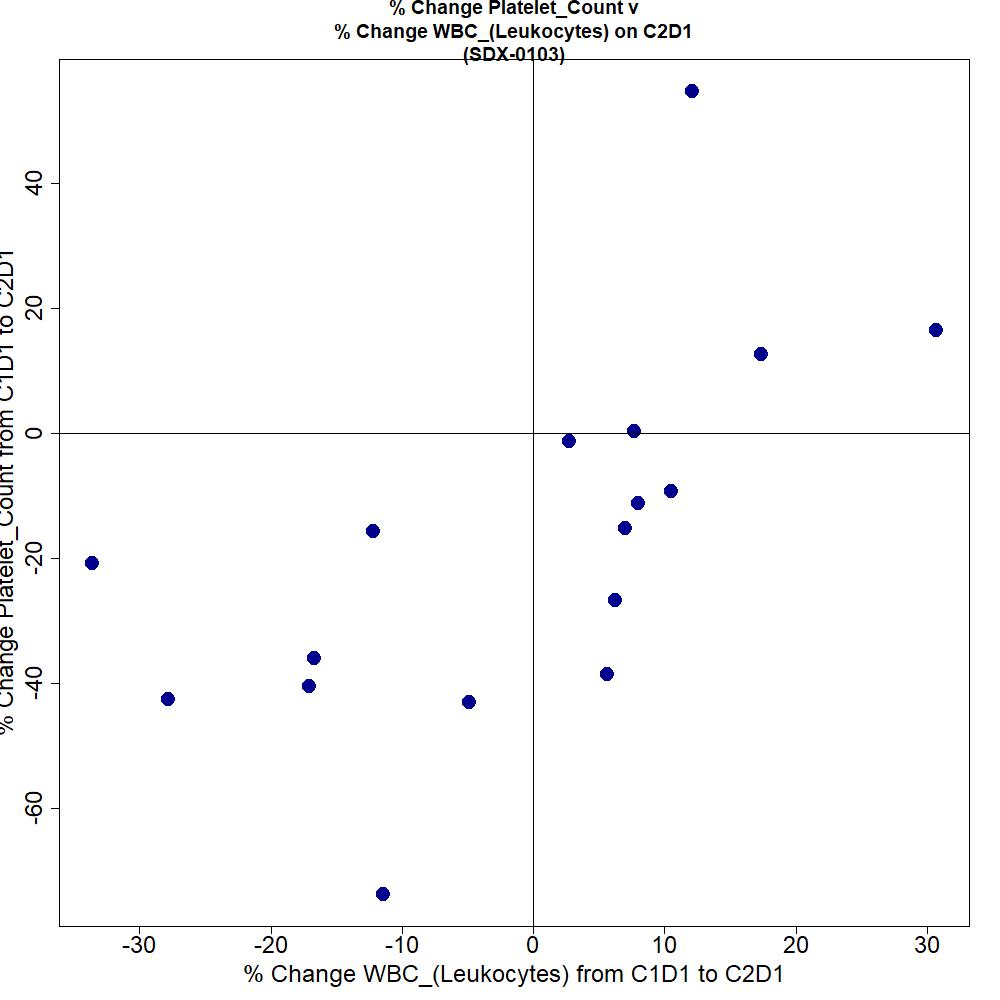 % Change Platelet_Count v
% Change WBC_(Leukocytes) on C2D1
(SDX-0103)
% Change Platelet_Count from C1D1 to C2D1
40
20
0
-20
-40
-60
-30
-20
-10
0
10
20
30
% Change WBC_(Leukocytes) from C1D1 to C2D1